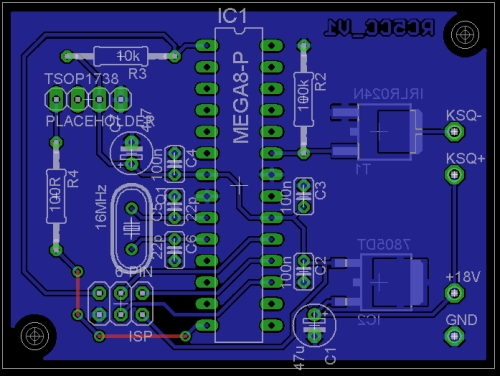 IC1
RC5CC_V1
10k
R3
TSOP1738
PLACEHOLDER
4u7
MEGA8-P
R2
100k
IRLR024N
T1
KSQ-
KSQ+
100n
C4
100R
R4
16MHz
C5
22p
Q1
100n
C3
22p
C6
6-PIN
ISP
100n
C2
7805DT
IC2
+18V
GND
47u
C1